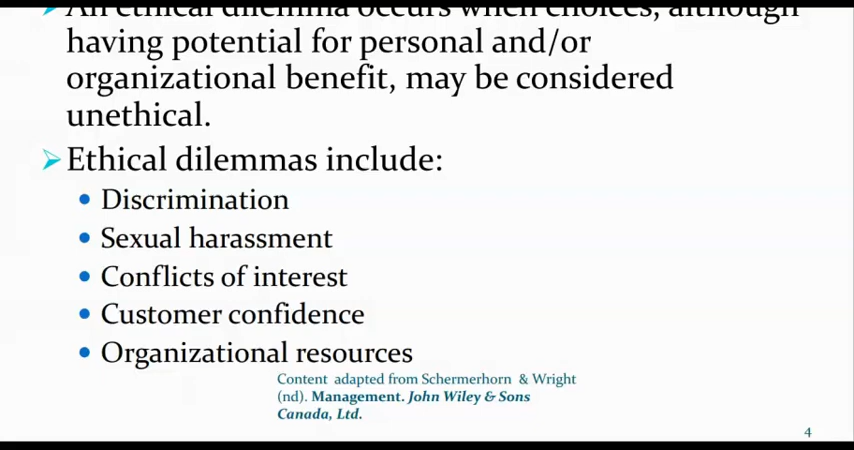 An ethical dilemma occurs when choices, although
having potential for personal and/or
organizational benefit, may be considered
unethical.
Ethical dilemmas include:
Discrimination
Sexual harassment
Conflicts of interest
Customer confidence
Organizational resources
Content adapted from Schermerhorn & Wright
(nd). Management. John Wiley & Sons
Canada, Ltd.
4